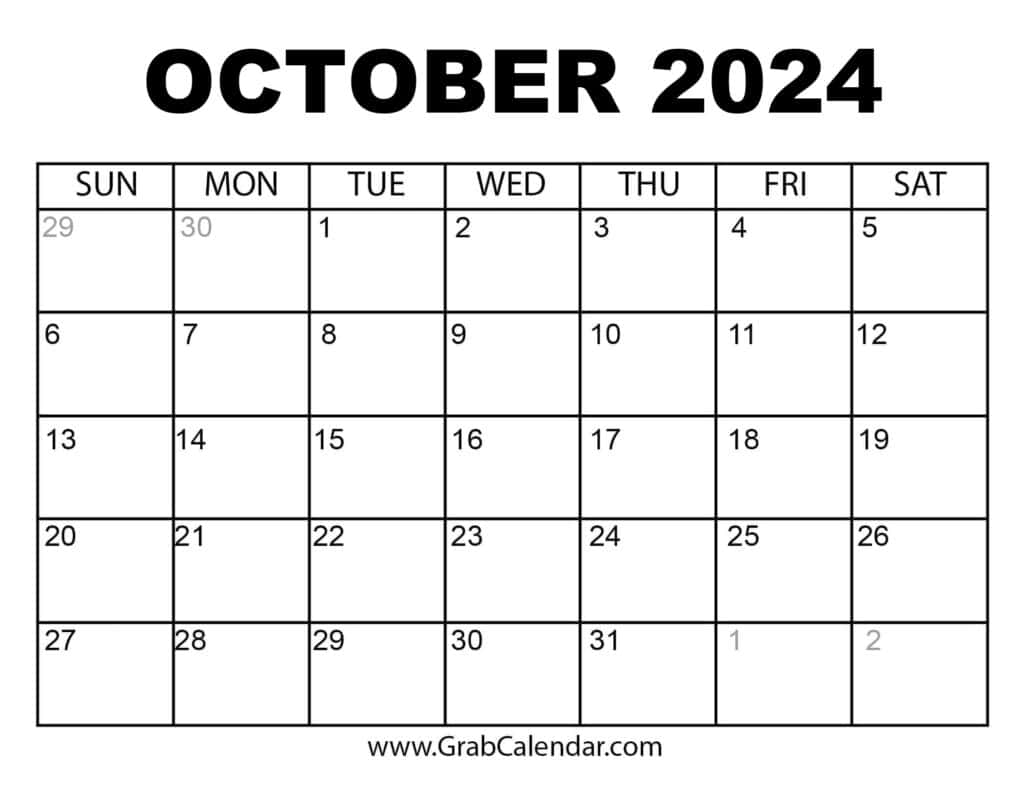 OCTOBER 2024
SUN MON TUE WED THU FRI SAT
29 30 1 2 3 4 5
6 7 8 9 10 11 12
13 14 15 16 17 18 19
20 21 22 23 24 25 26
27 28 29 30 31 1 2
www.GrabCalendar.com